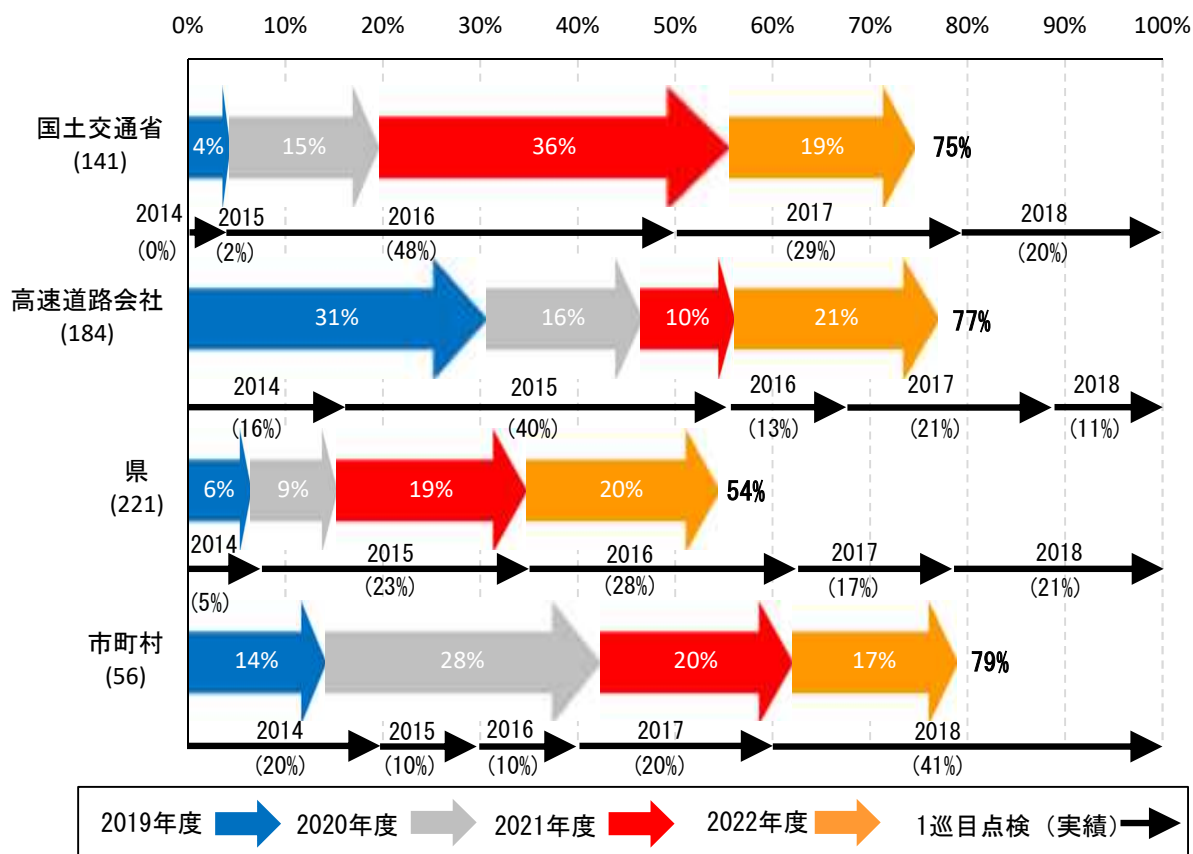 0% 10% 20% 30% 40% 50% 60% 70% 80% 90% 100%
国土交通省
(141)
4% 15% 36% 19% 75%
2014 2015 2016 2017 2018
(0%) (2%) (48%) (29%) (20%)
高速道路会社
(184)
31% 16% 10% 21% 77%
2014 2015 2016 2017 2018
(16%) (40%) (13%) (21%) (11%)
県
(221)
6% 9% 19% 20% 54%
2014 2015 2016 2017 2018
(5%) (23%) (28%) (17%) (21%)
市町村
(56)
14% 28% 20% 17% 79%
2014 2015 2016 2017 2018
(20%) (10%) (10%) (20%) (41%)
2019年度 2020年度 2021年度 2022年度 1巡目点検（実績）